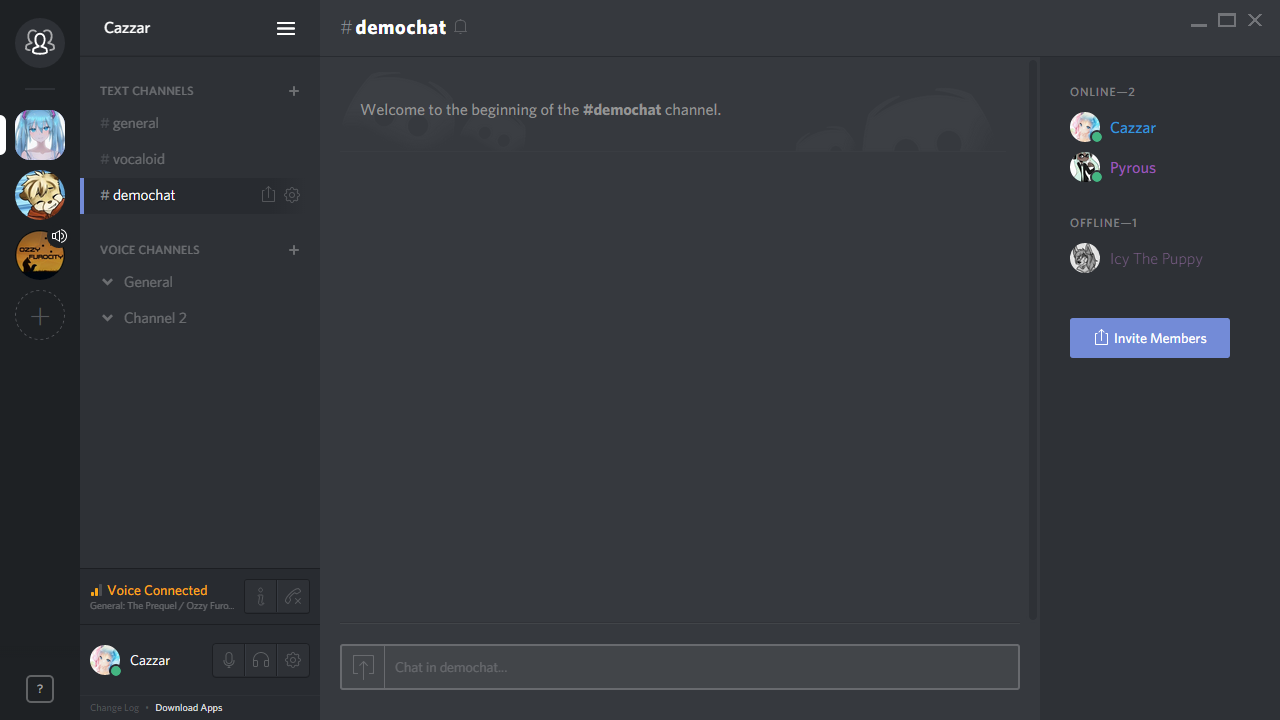 Cazzar
TEXT CHANNELS
# general
# vocaloid
# demochat
VOICE CHANNELS
General
Channel 2
OZZY
FUROCITY
Voice Connected
General: The Prequel / Ozzy Furo...
Cazzar
Change Log • Download Apps
?
#demochat
Welcome to the beginning of the #demochat channel.
Chat in demochat...
ONLINE—2
Cazzar
Pyrous
OFFLINE—1
Icy The Puppy
Invite Members